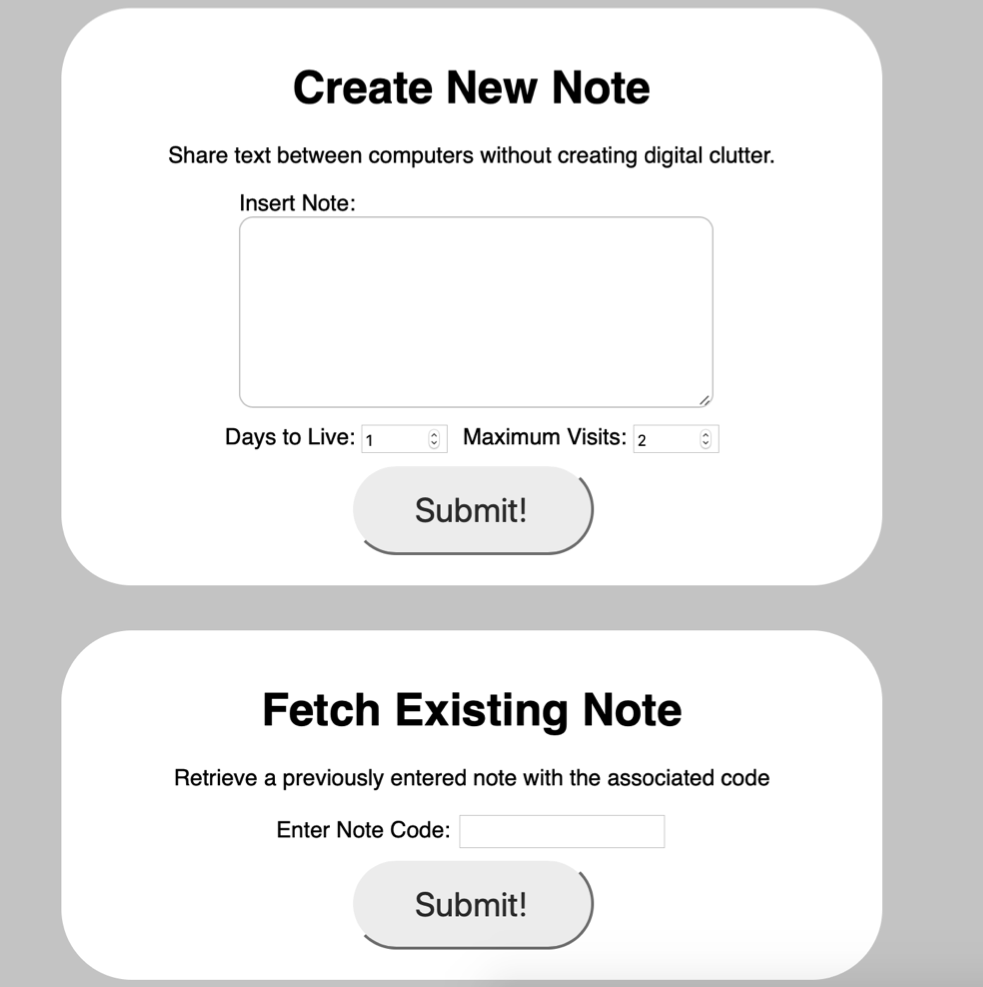 Create New Note
Share text between computers without creating digital clutter.
Insert Note:
Days to Live: 1 Maximum Visits: 2
Submit!
Fetch Existing Note
Retrieve a previously entered note with the associated code
Enter Note Code:
Submit!